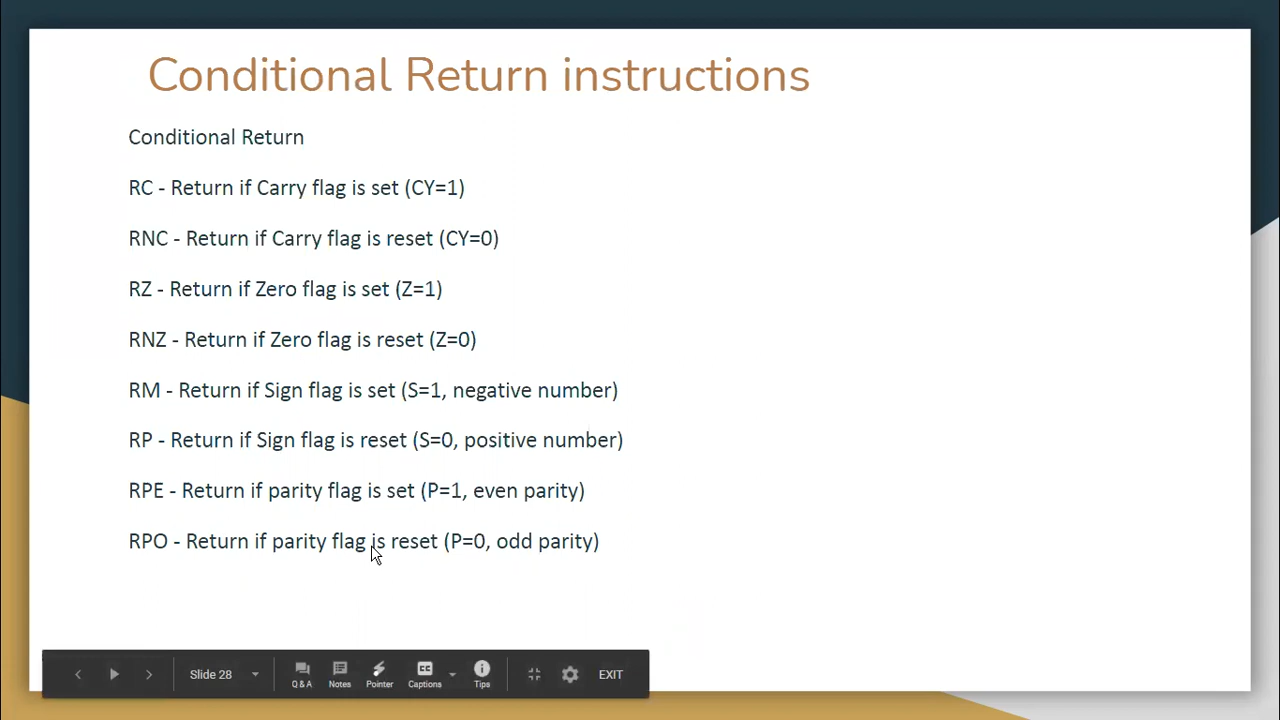 Conditional Return instructions
Conditional Return
RC - Return if Carry flag is set (CY=1)
RNC - Return if Carry flag is reset (CY=0)
RZ - Return if Zero flag is set (Z=1)
RNZ - Return if Zero flag is reset (Z=0)
RM - Return if Sign flag is set (S=1, negative number)
RP - Return if Sign flag is reset (S=0, positive number)
RPE - Return if parity flag is set (P=1, even parity)
RPO - Return if parity flag is reset (P=0, odd parity)
Slide 28 Q & A Notes Pointer CC Captions Tips EXIT